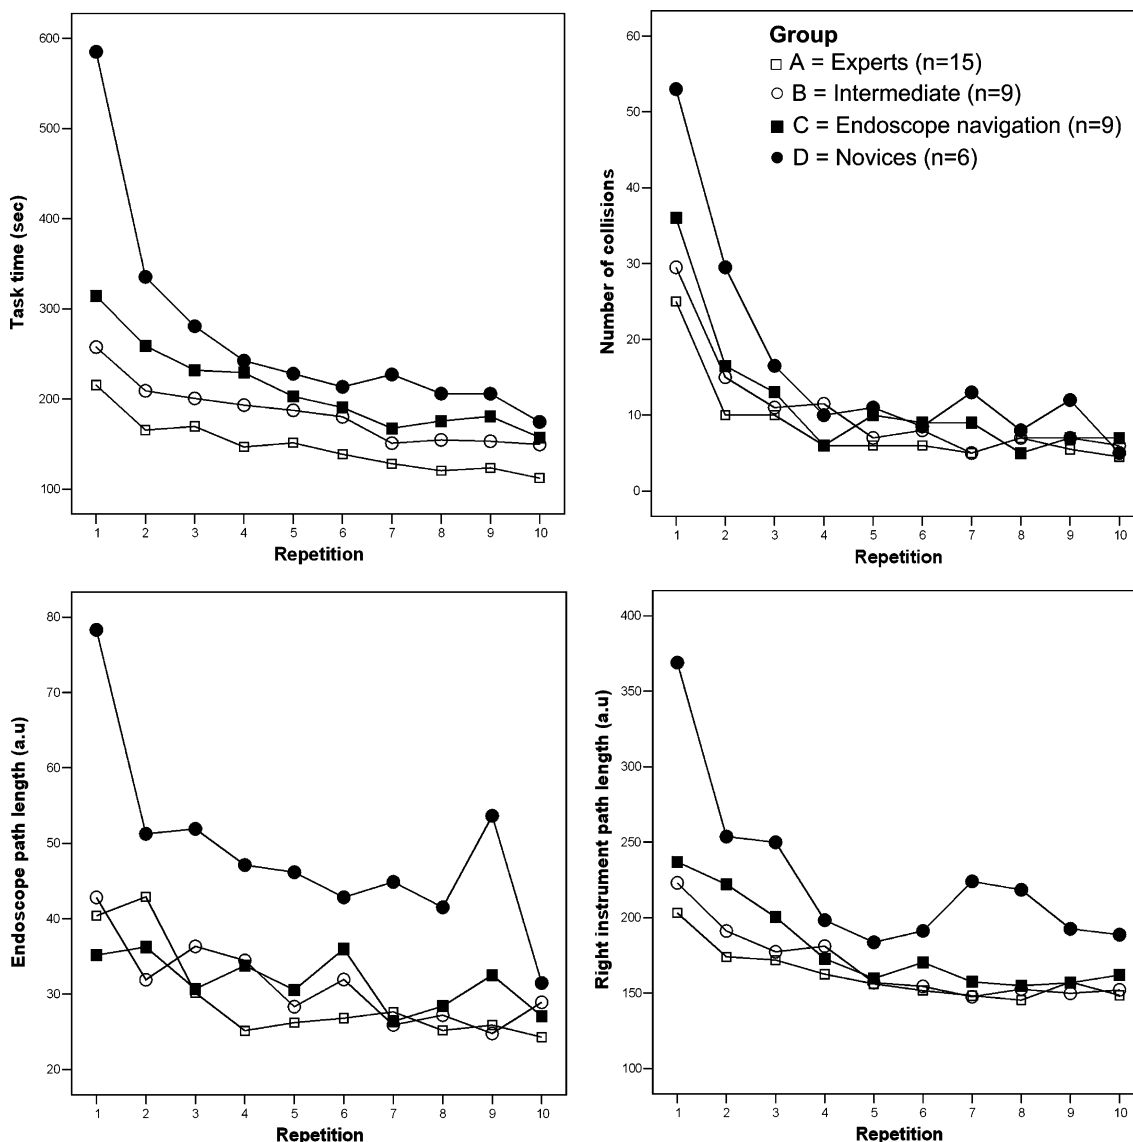 Task time (sec)
600
500
400
300
200
100
1 2 3 4 5 6 7 8 9 10
Repetition
Number of collisions
60
50
40
30
20
10
0
Group
A = Experts (n=15)
B = Intermediate (n=9)
C = Endoscope navigation (n=9)
D = Novices (n=6)
1 2 3 4 5 6 7 8 9 10
Repetition
Endoscope path length (a.u)
80
70
60
50
40
30
20
1 2 3 4 5 6 7 8 9 10
Repetition
Right instrument path length (a.u)
400
350
300
250
200
150
100
1 2 3 4 5 6 7 8 9 10
Repetition